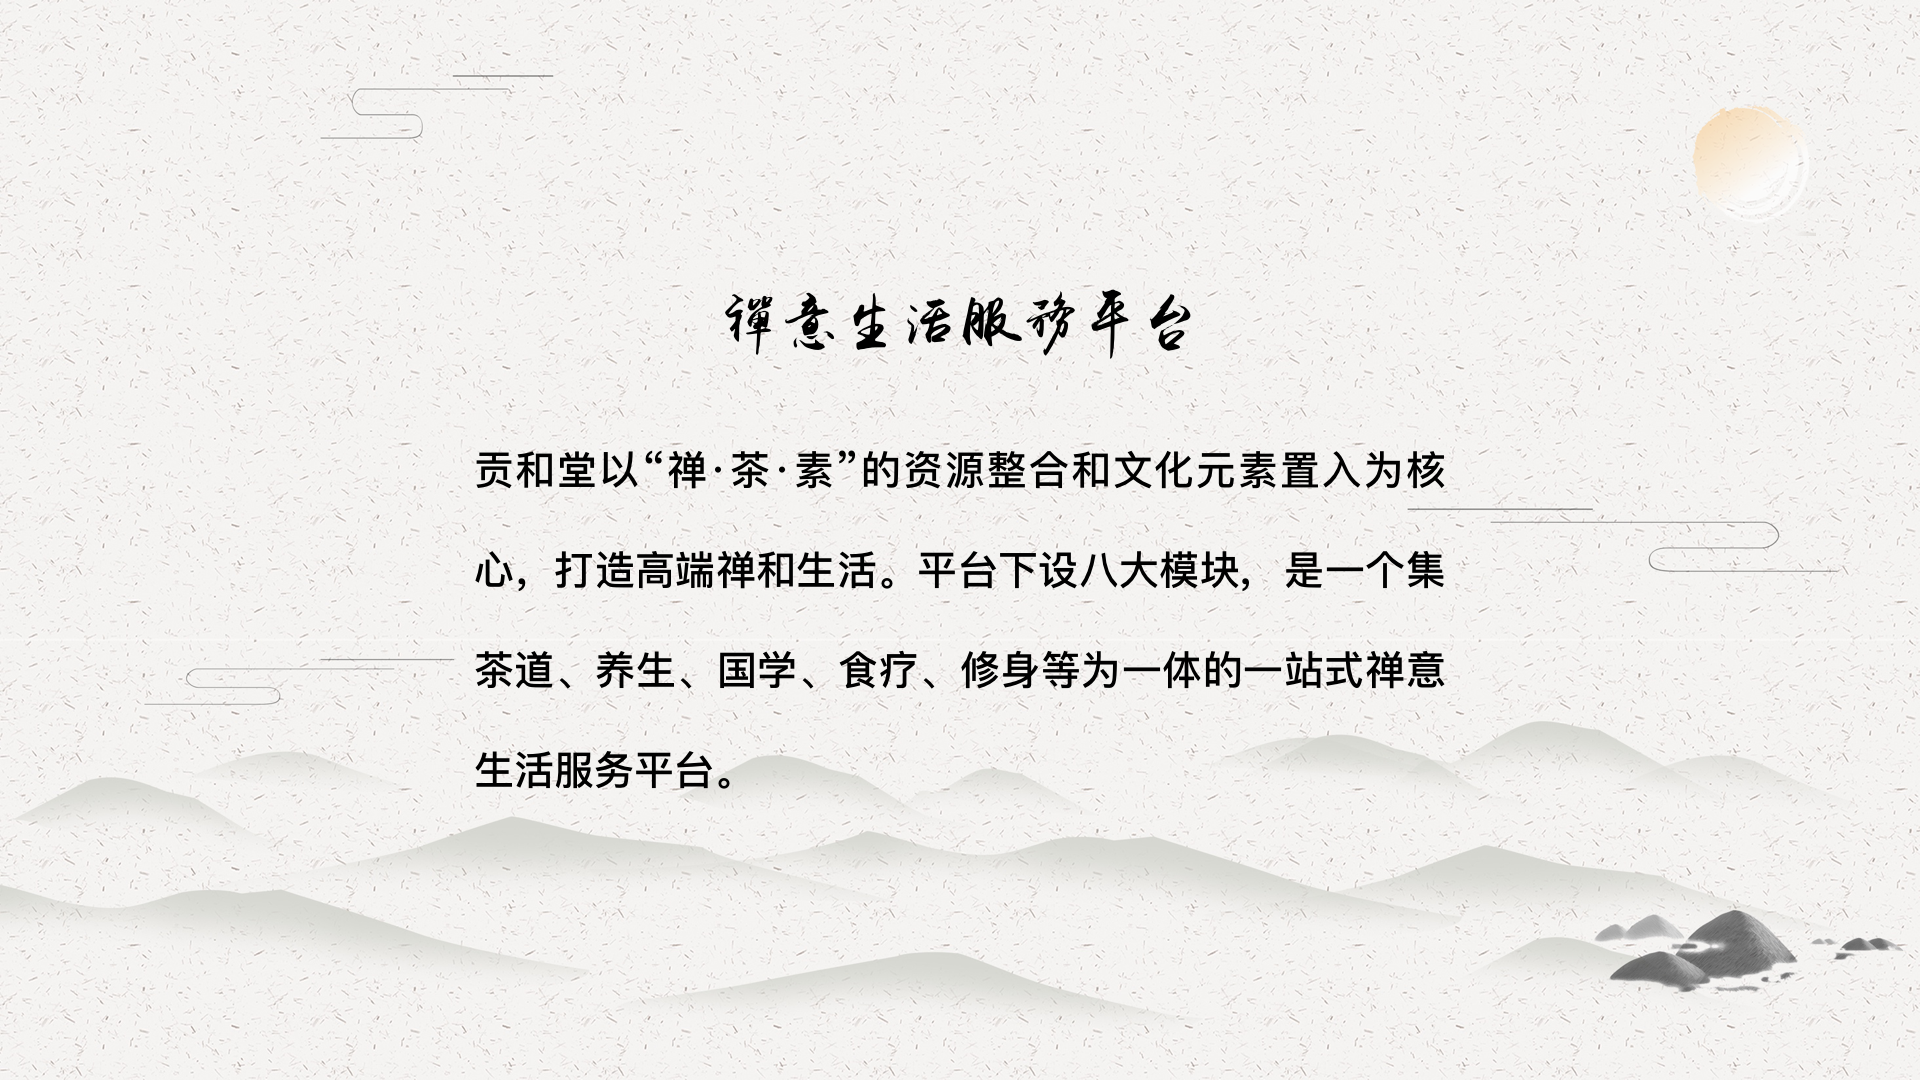 禪意生活服務平台
贡和堂以“禅·茶·素”的资源整合和文化元素置入为核
心，打造高端禅和生活。平台下设八大模块，是一个集
茶道、养生、国学、食疗、修身等为一体的一站式禅意
生活服务平台。